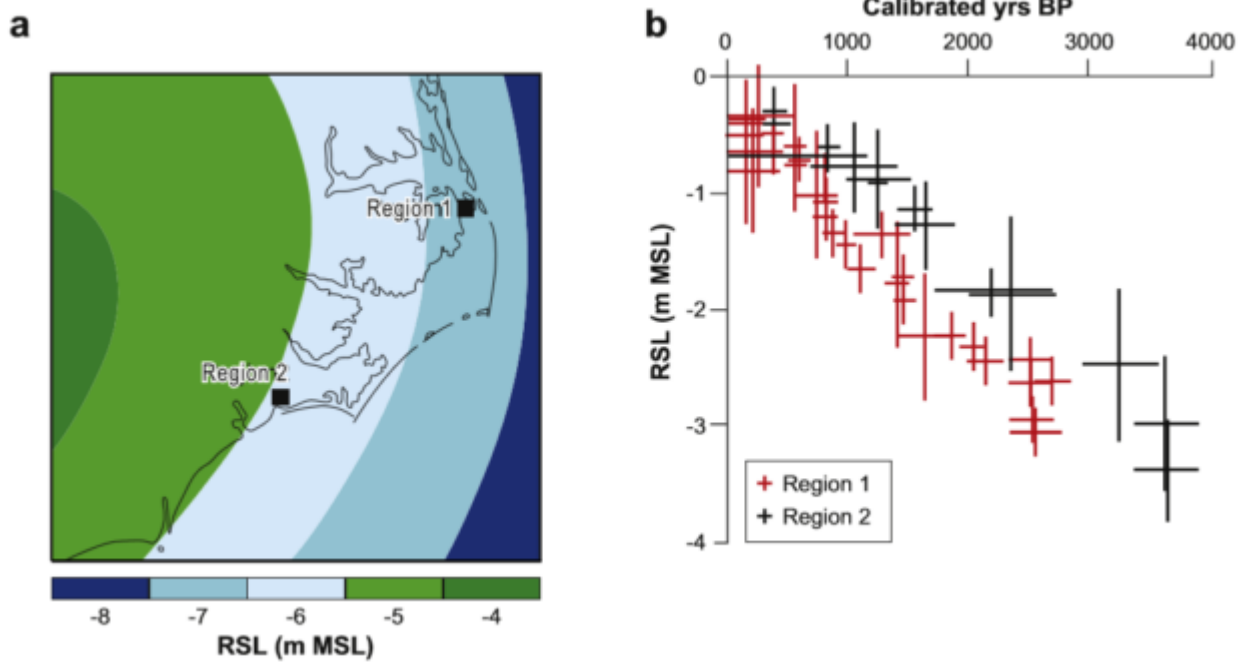 a
Region 1
Region 2
-8 -7 -6 -5 -4
RSL (m MSL)
b
Calibrated yrs BP
0 1000 2000 3000 4000
0
-1
-2
-3
-4
RSL (m MSL)
Region 1
Region 2